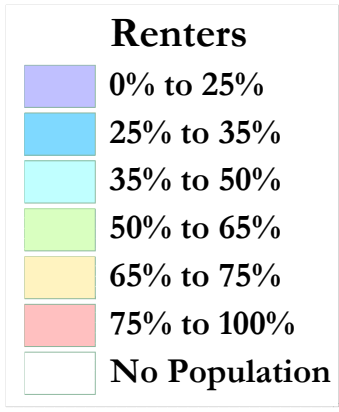 Renters
0% to 25%
25% to 35%
35% to 50%
50% to 65%
65% to 75%
75% to 100%
No Population